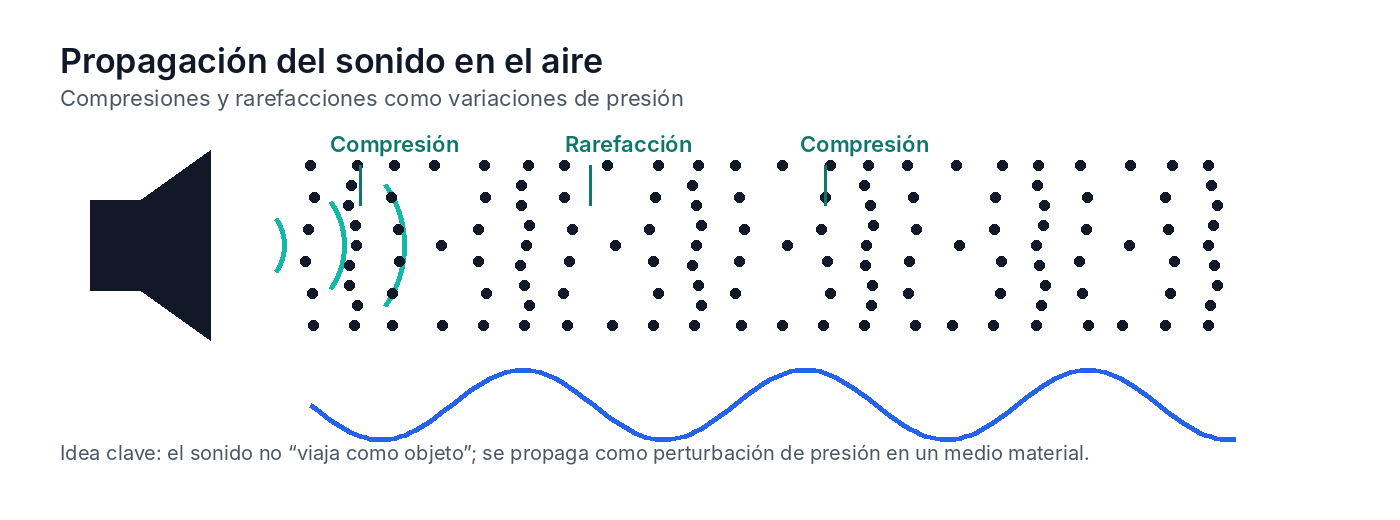 Propagación del sonido en el aire
Compresiones y rarefacciones como variaciones de presión
Compresión Rarefacción Compresión
Idea clave: el sonido no “viaja como objeto”; se propaga como perturbación de presión en un medio material.